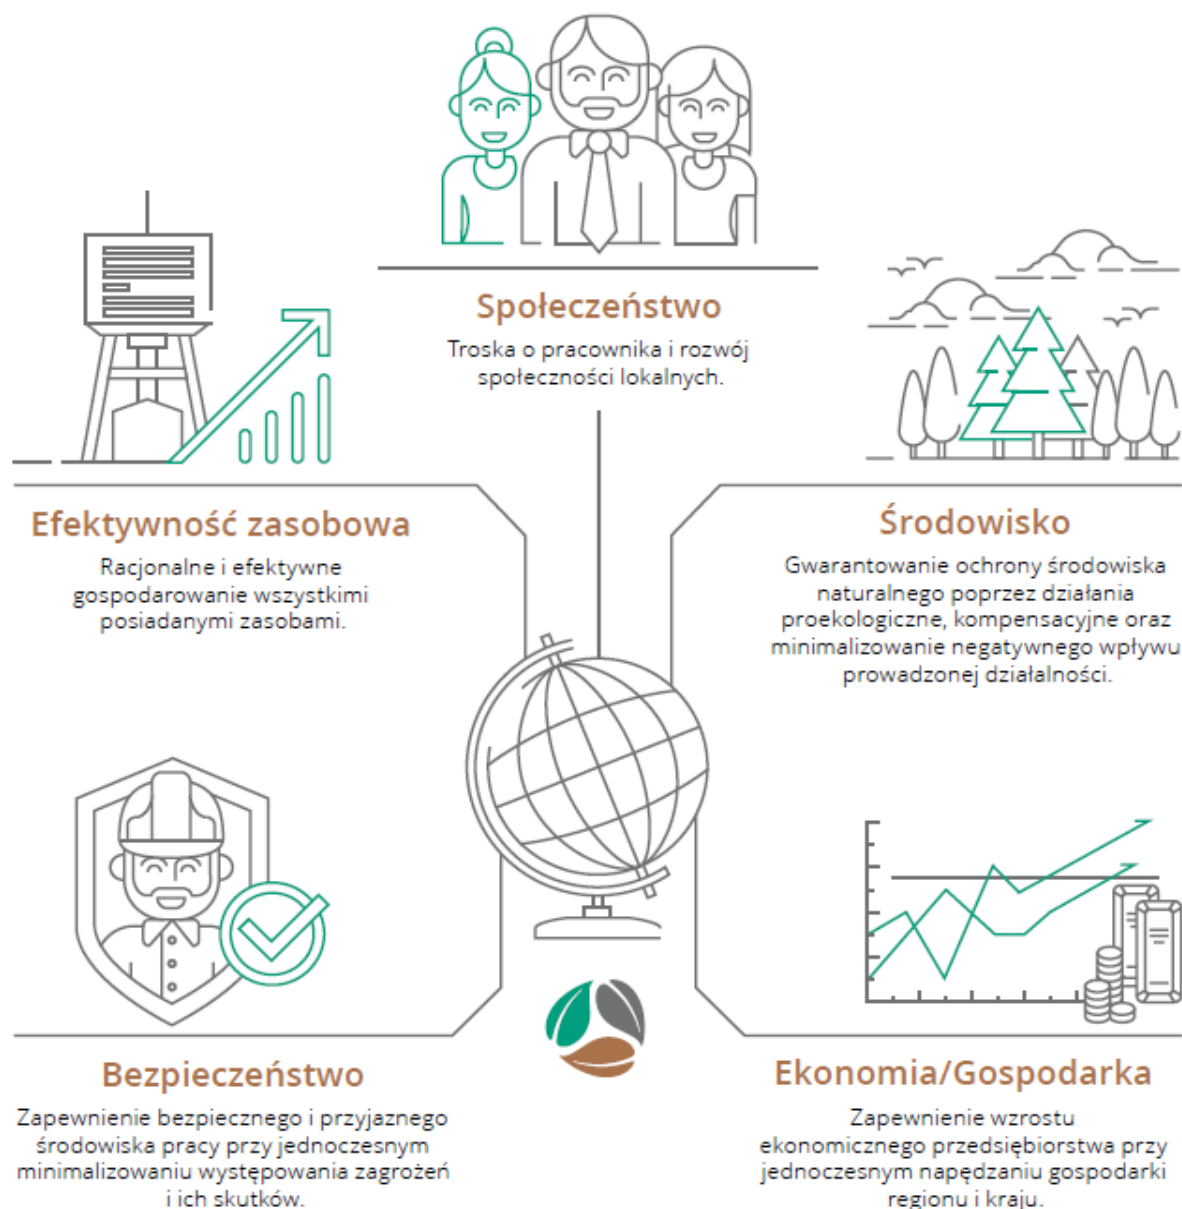 Społeczeństwo
Troska o pracownika i rozwój
społeczności lokalnych.
Efektywność zasobowa
Racjonalne i efektywne
gospodarowanie wszystkimi
posiadanymi zasobami.
Środowisko
Gwarantowanie ochrony środowiska
naturalnego poprzez działania
proekologiczne, kompensacyjne oraz
minimalizowanie negatywnego wpływu
prowadzonej działalności.
Bezpieczeństwo
Zapewnienie bezpiecznego i przyjaznego
środowiska pracy przy jednoczesnym
minimalizowaniu występowania zagrożeń
i ich skutków.
Ekonomia/Gospodarka
Zapewnienie wzrostu
ekonomicznego przedsiębiorstwa przy
jednoczesnym napędzaniu gospodarki
regionu i kraju.